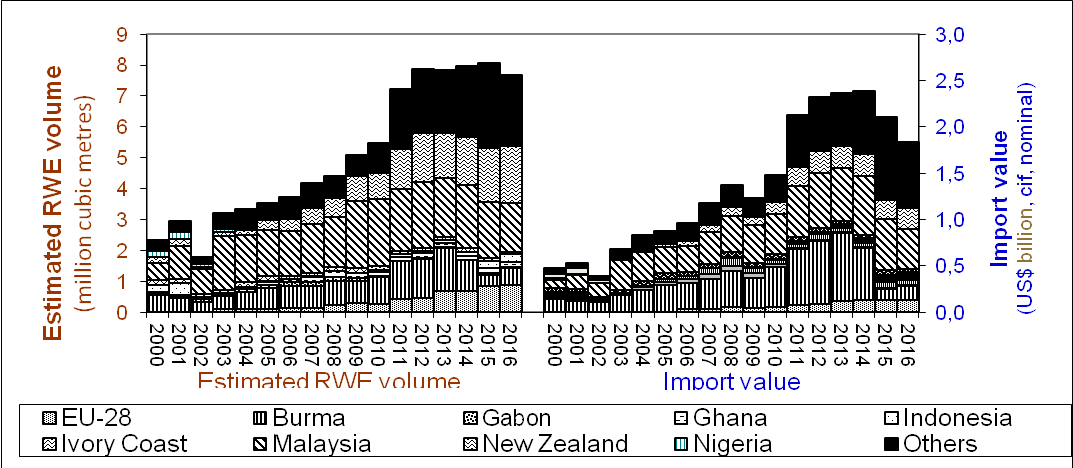 Estimated RWE volume
(million cubic metres)
9
8
7
6
5
4
3
2
1
0
3,0
2,5
2,0
1,5
1,0
0,5
0,0
Import value
(US$ billion, cif, nominal)
2000 2001 2002 2003 2004 2005 2006 2007 2008 2009 2010 2011 2012 2013 2014 2015 2016
2000 2001 2002 2003 2004 2005 2006 2007 2008 2009 2010 2011 2012 2013 2014 2015 2016
Estimated RWE volume
Import value
EU-28 Burma Gabon Ghana Indonesia
Ivory Coast Malaysia New Zealand Nigeria Others